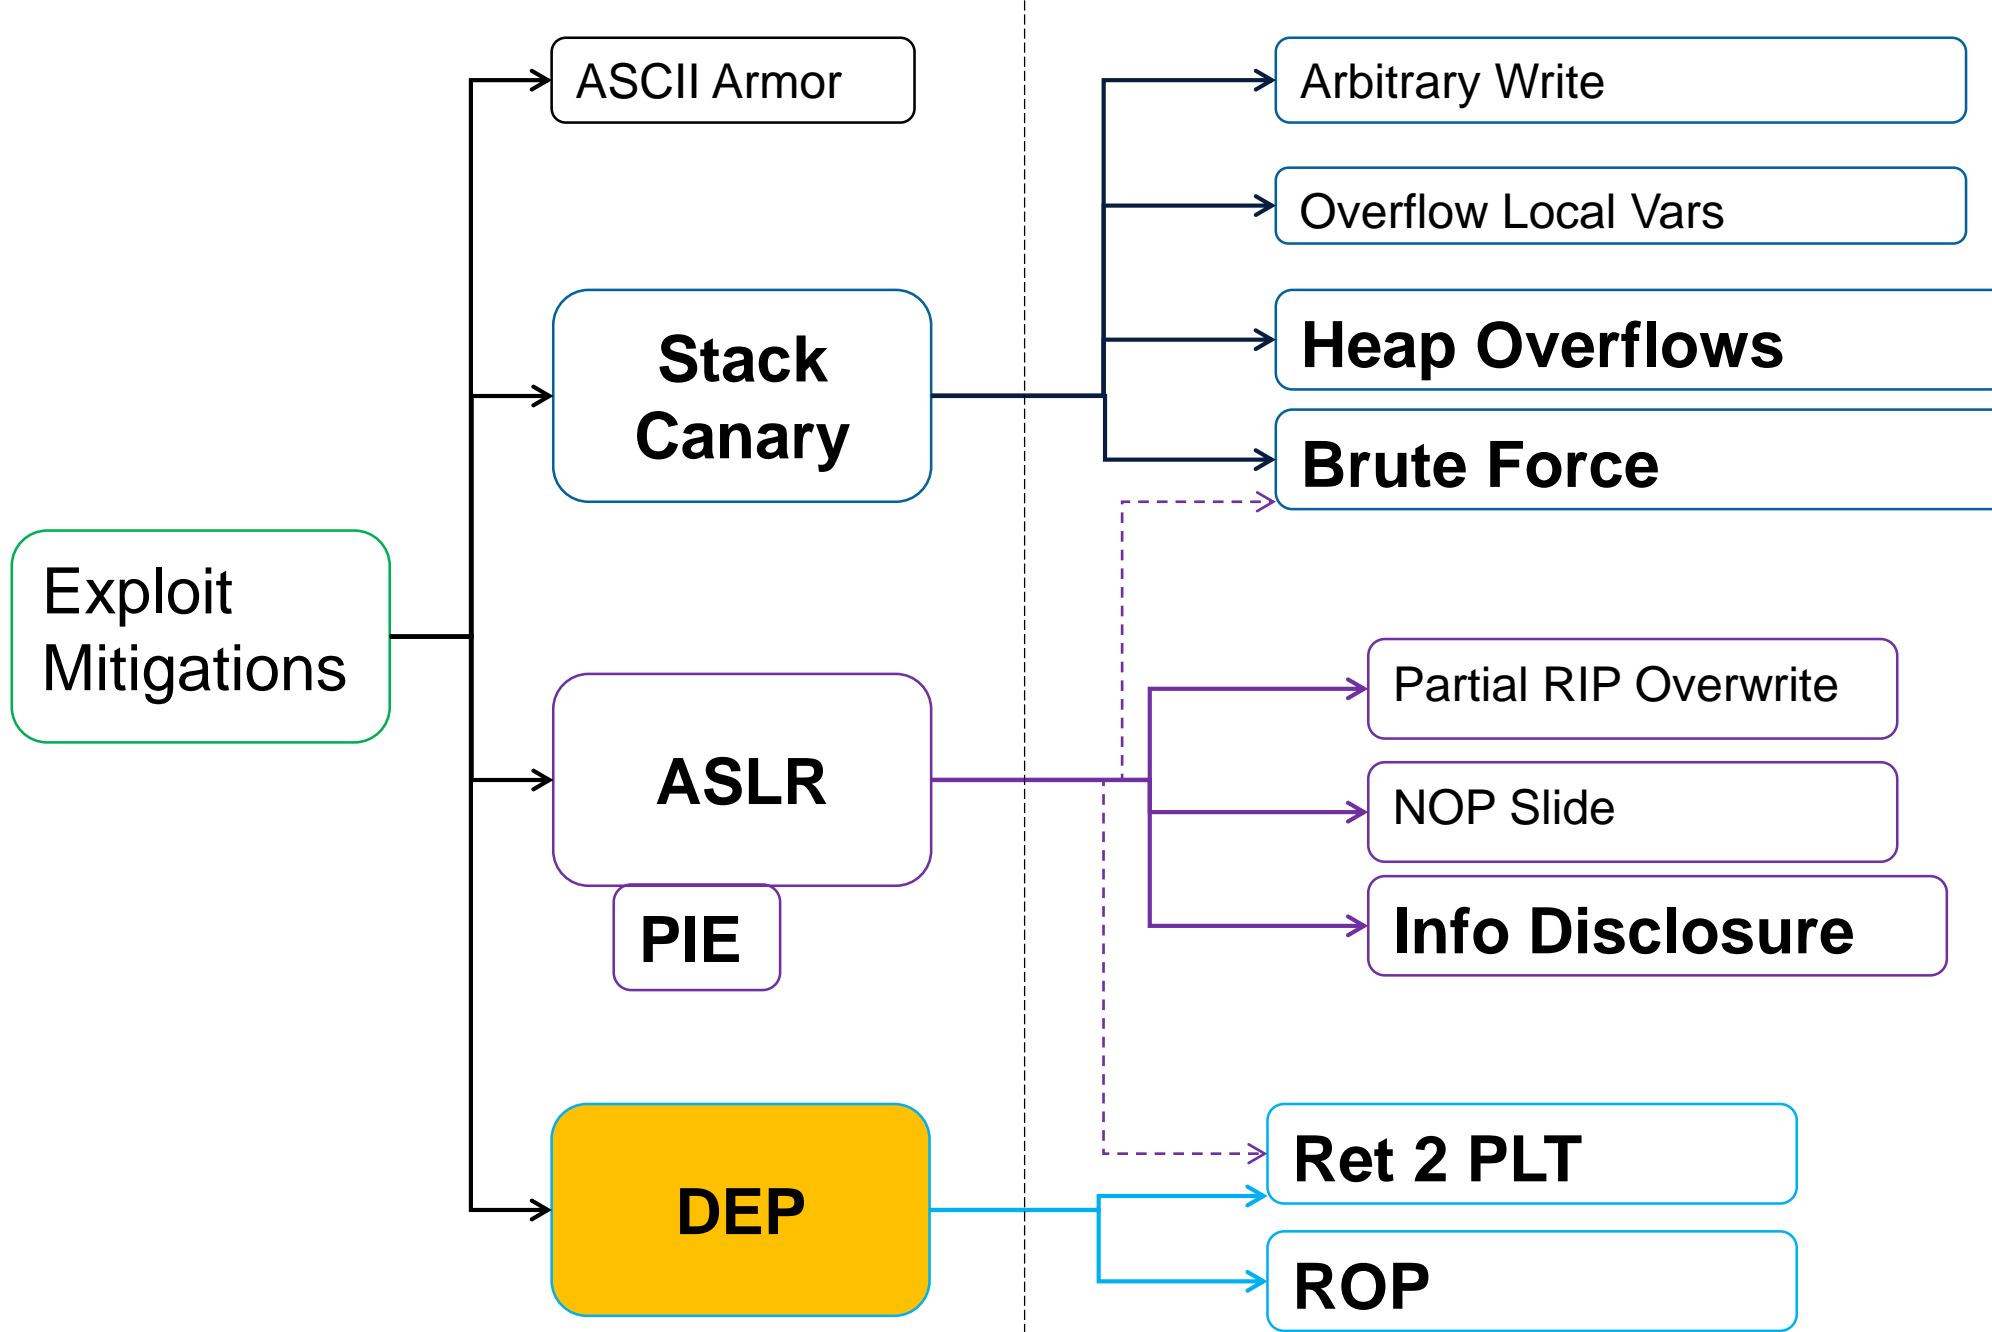 ASCII Armor
Arbitrary Write
Overflow Local Vars
Stack
Canary
Heap Overflows
Brute Force
Exploit
Mitigations
ASLR
PIE
Partial RIP Overwrite
NOP Slide
Info Disclosure
DEP
Ret 2 PLT
ROP